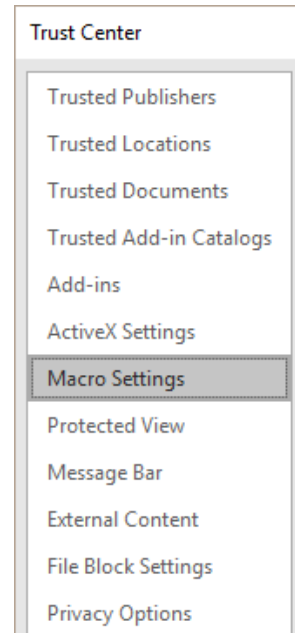 Trust Center
Trusted Publishers
Trusted Locations
Trusted Documents
Trusted Add-in Catalogs
Add-ins
ActiveX Settings
Macro Settings
Protected View
Message Bar
External Content
File Block Settings
Privacy Options